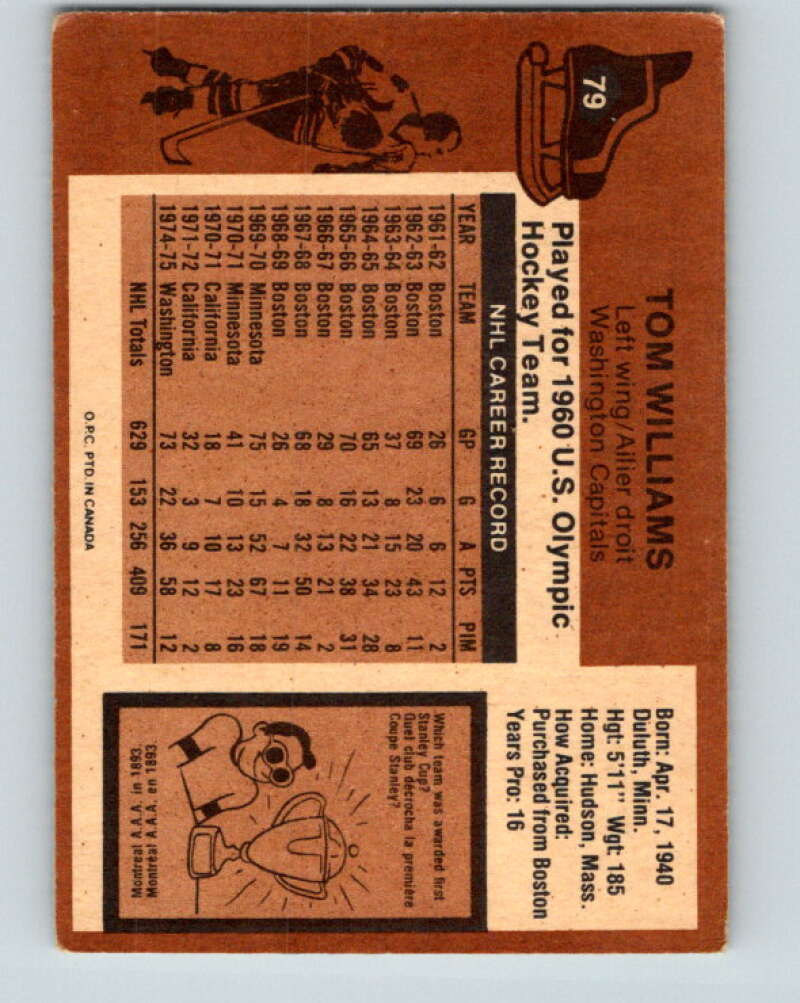 79
TOM WILLIAMS
Left wing/Ailier droit
Washington Capitals
Played for 1960 U.S. Olympic
Hockey Team.
Born: Apr. 17, 1940
Duluth, Minn.
Hgt: 5'11" Wgt: 185
Home: Hudson, Mass.
How Acquired:
Purchased from Boston
Years Pro: 16
NHL CAREER RECORD
YEAR TEAM GP G A PTS PIM
1961-62 Boston 26 6 6 12 2
1962-63 Boston 69 23 20 43 11
1963-64 Boston 37 8 15 23 8
1964-65 Boston 65 13 21 34 28
1965-66 Boston 70 16 22 38 31
1966-67 Boston 29 8 13 21 2
1967-68 Boston 68 18 32 50 14
1968-69 Boston 26 4 7 11 19
1969-70 Minnesota 75 15 52 67 18
1970-71 Minnesota 41 10 13 23 16
1970-71 California 18 7 10 17 8
1971-72 California 32 3 9 12 2
1974-75 Washington 73 22 36 58 12
NHL Totals 629 153 256 409 171
Which team was awarded first
Stanley Cup?
Quel club décrocha la première
Coupe Stanley?
Montreal A.A.A. en 1893.
Montreal A.A.A. in 1893.
O.P.C. PTD. IN CANADA